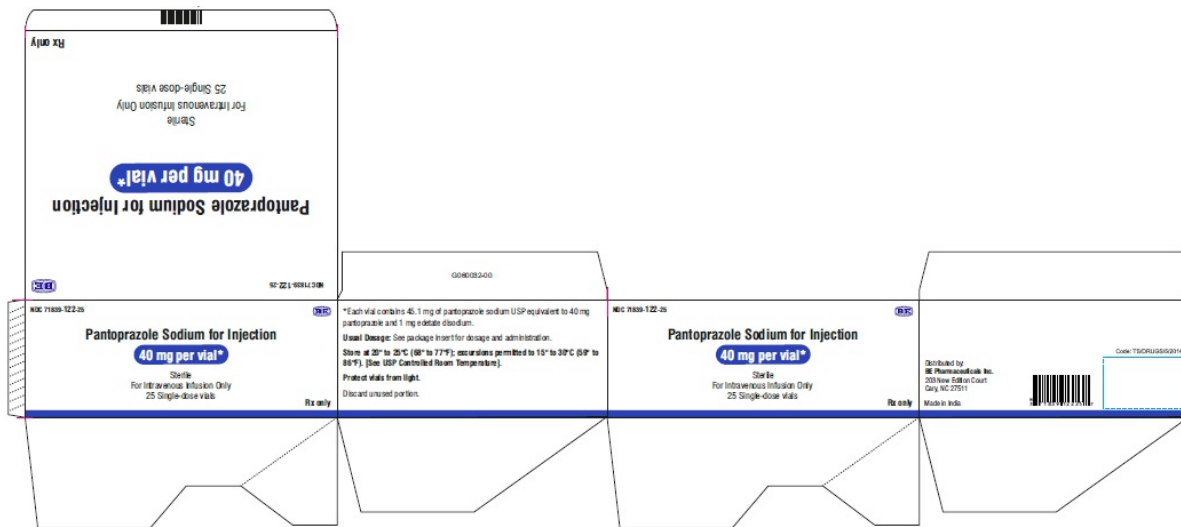 Rx only
25 Single-dose vials
For Intravenous Infusion Only
Sterile
40 mg per vial*
Pantoprazole Sodium for Injection
BE
NDC 71839-122-25
G060032-00
NDC 71839-122-25
BE
Pantoprazole Sodium for Injection
40 mg per vial*
Sterile
For Intravenous Infusion Only
25 Single-dose vials
Rx only
*Each vial contains 45.1 mg of pantoprazole sodium USP equivalent to 40 mg
pantoprazole and 1 mg edetate disodium.
Usual Dosage: See package insert for dosage and administration.
Store at 20° to 25°C (68° to 77°F); excursions permitted to 15° to 30°C (59° to
86°F). [See USP Controlled Room Temperature].
Protect vials from light.
Discard unused portion.
NDC 71839-122-25
BE
Pantoprazole Sodium for Injection
40 mg per vial*
Sterile
For Intravenous Infusion Only
25 Single-dose vials
Rx only
Distributed by:
BE Pharmaceuticals Inc.
203 New Edition Court
Cary, NC 27511
Made in India
Code: TS/DRUGS/5/2014